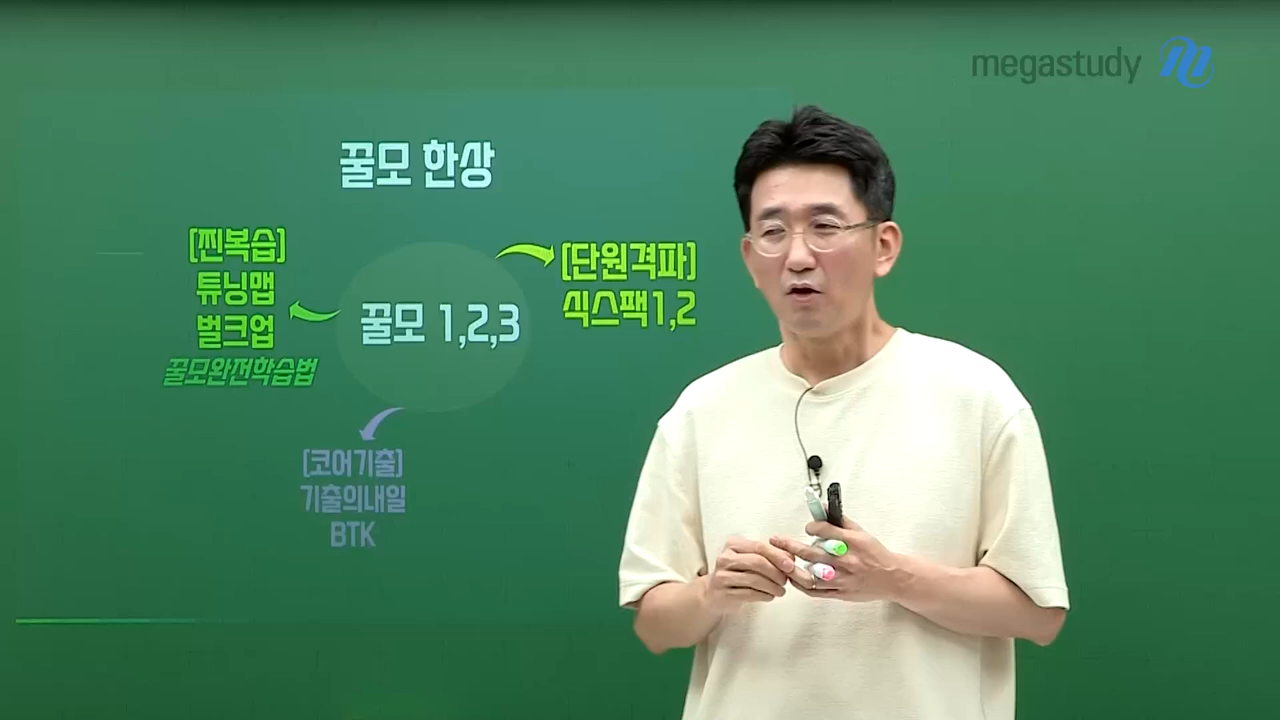 megastudy
꿀모 한상
[찐복습]
튜닝맵
벌크업
꿀모완전학습법
꿀모 1,2,3
[단원격파]
식스팩1,2
[코어기출]
기출의내일
BTK